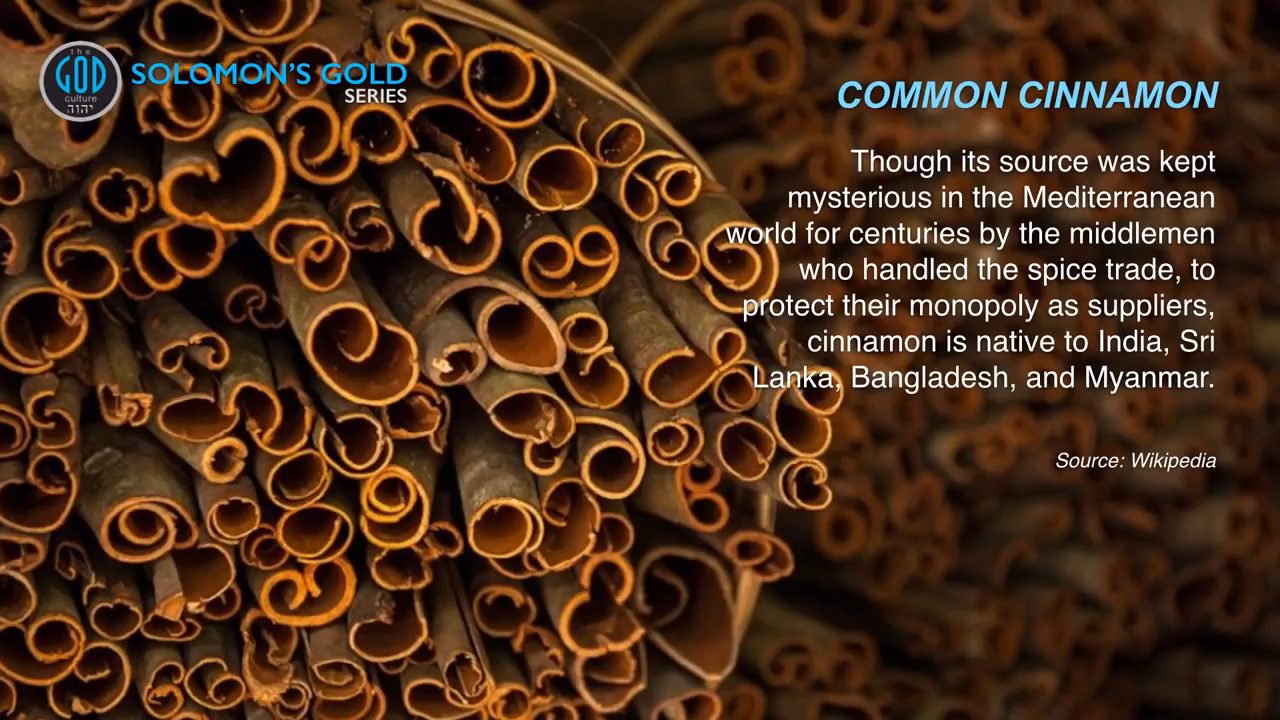 the
GOD
culture
יהוה
SOLOMON'S GOLD
SERIES
COMMON CINNAMON
Though its source was kept
mysterious in the Mediterranean
world for centuries by the middlemen
who handled the spice trade, to
protect their monopoly as suppliers,
cinnamon is native to India, Sri
Lanka, Bangladesh, and Myanmar.
Source: Wikipedia